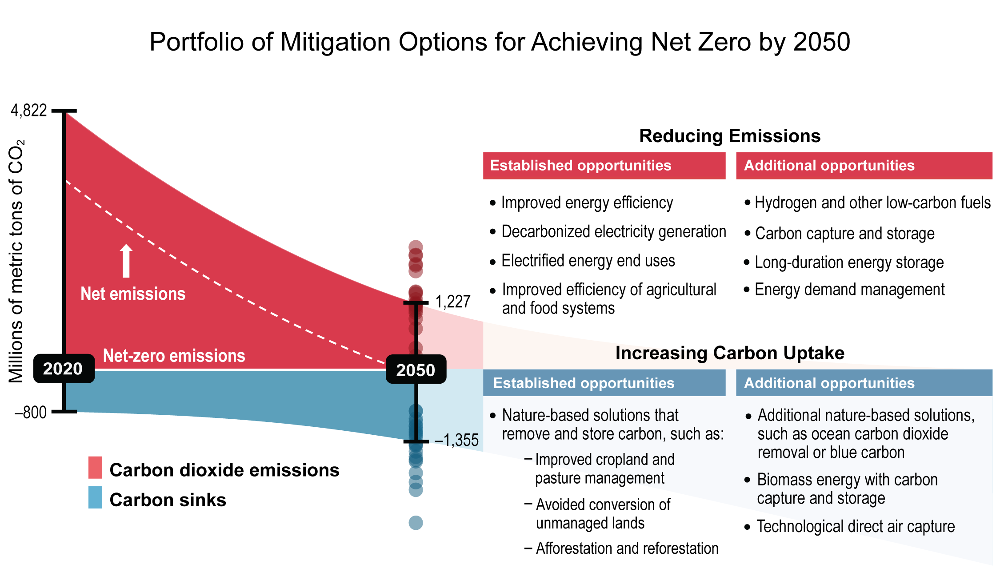 Portfolio of Mitigation Options for Achieving Net Zero by 2050
4,822
Millions of metric tons of CO₂
Net emissions
Net-zero emissions
2020
2050
1,227
–800
–1,355
Carbon dioxide emissions
Carbon sinks
Reducing Emissions
Established opportunities
• Improved energy efficiency
• Decarbonized electricity generation
• Electrified energy end uses
• Improved efficiency of agricultural
and food systems
Additional opportunities
• Hydrogen and other low-carbon fuels
• Carbon capture and storage
• Long-duration energy storage
• Energy demand management
Increasing Carbon Uptake
Established opportunities
• Nature-based solutions that
remove and store carbon, such as:
– Improved cropland and
pasture management
– Avoided conversion of
unmanaged lands
– Afforestation and reforestation
Additional opportunities
• Additional nature-based solutions,
such as ocean carbon dioxide
removal or blue carbon
• Biomass energy with carbon
capture and storage
• Technological direct air capture